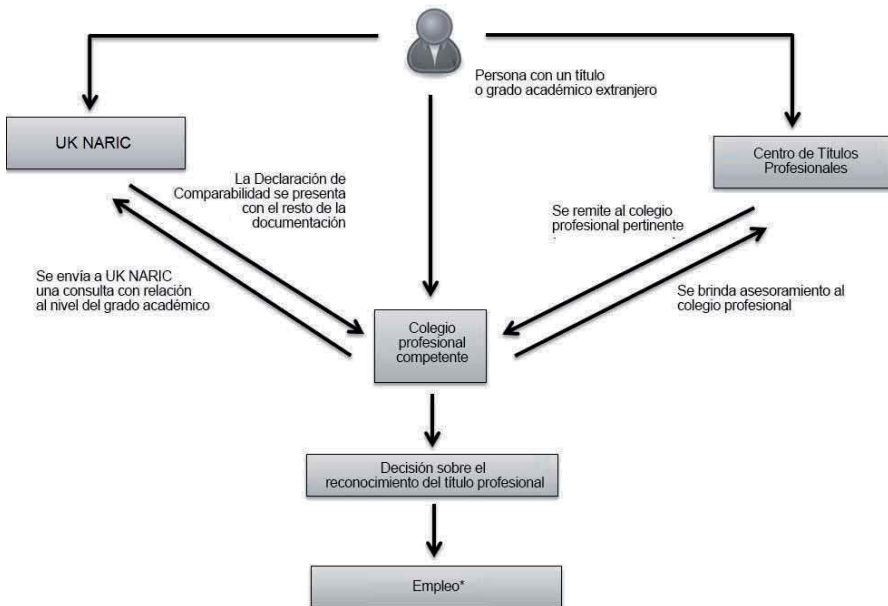 Persona con un título
o grado académico extranjero
UK NARIC
Centro de Títulos
Profesionales
La Declaración de
Comparabilidad se presenta
con el resto de la
documentación
Se remite al colegio
profesional pertinente
Se envía a UK NARIC
una consulta con relación
al nivel del grado académico
Se brinda asesoramiento al
colegio profesional
Colegio
profesional
competente
Decisión sobre el
reconocimiento del título profesional
Empleo*